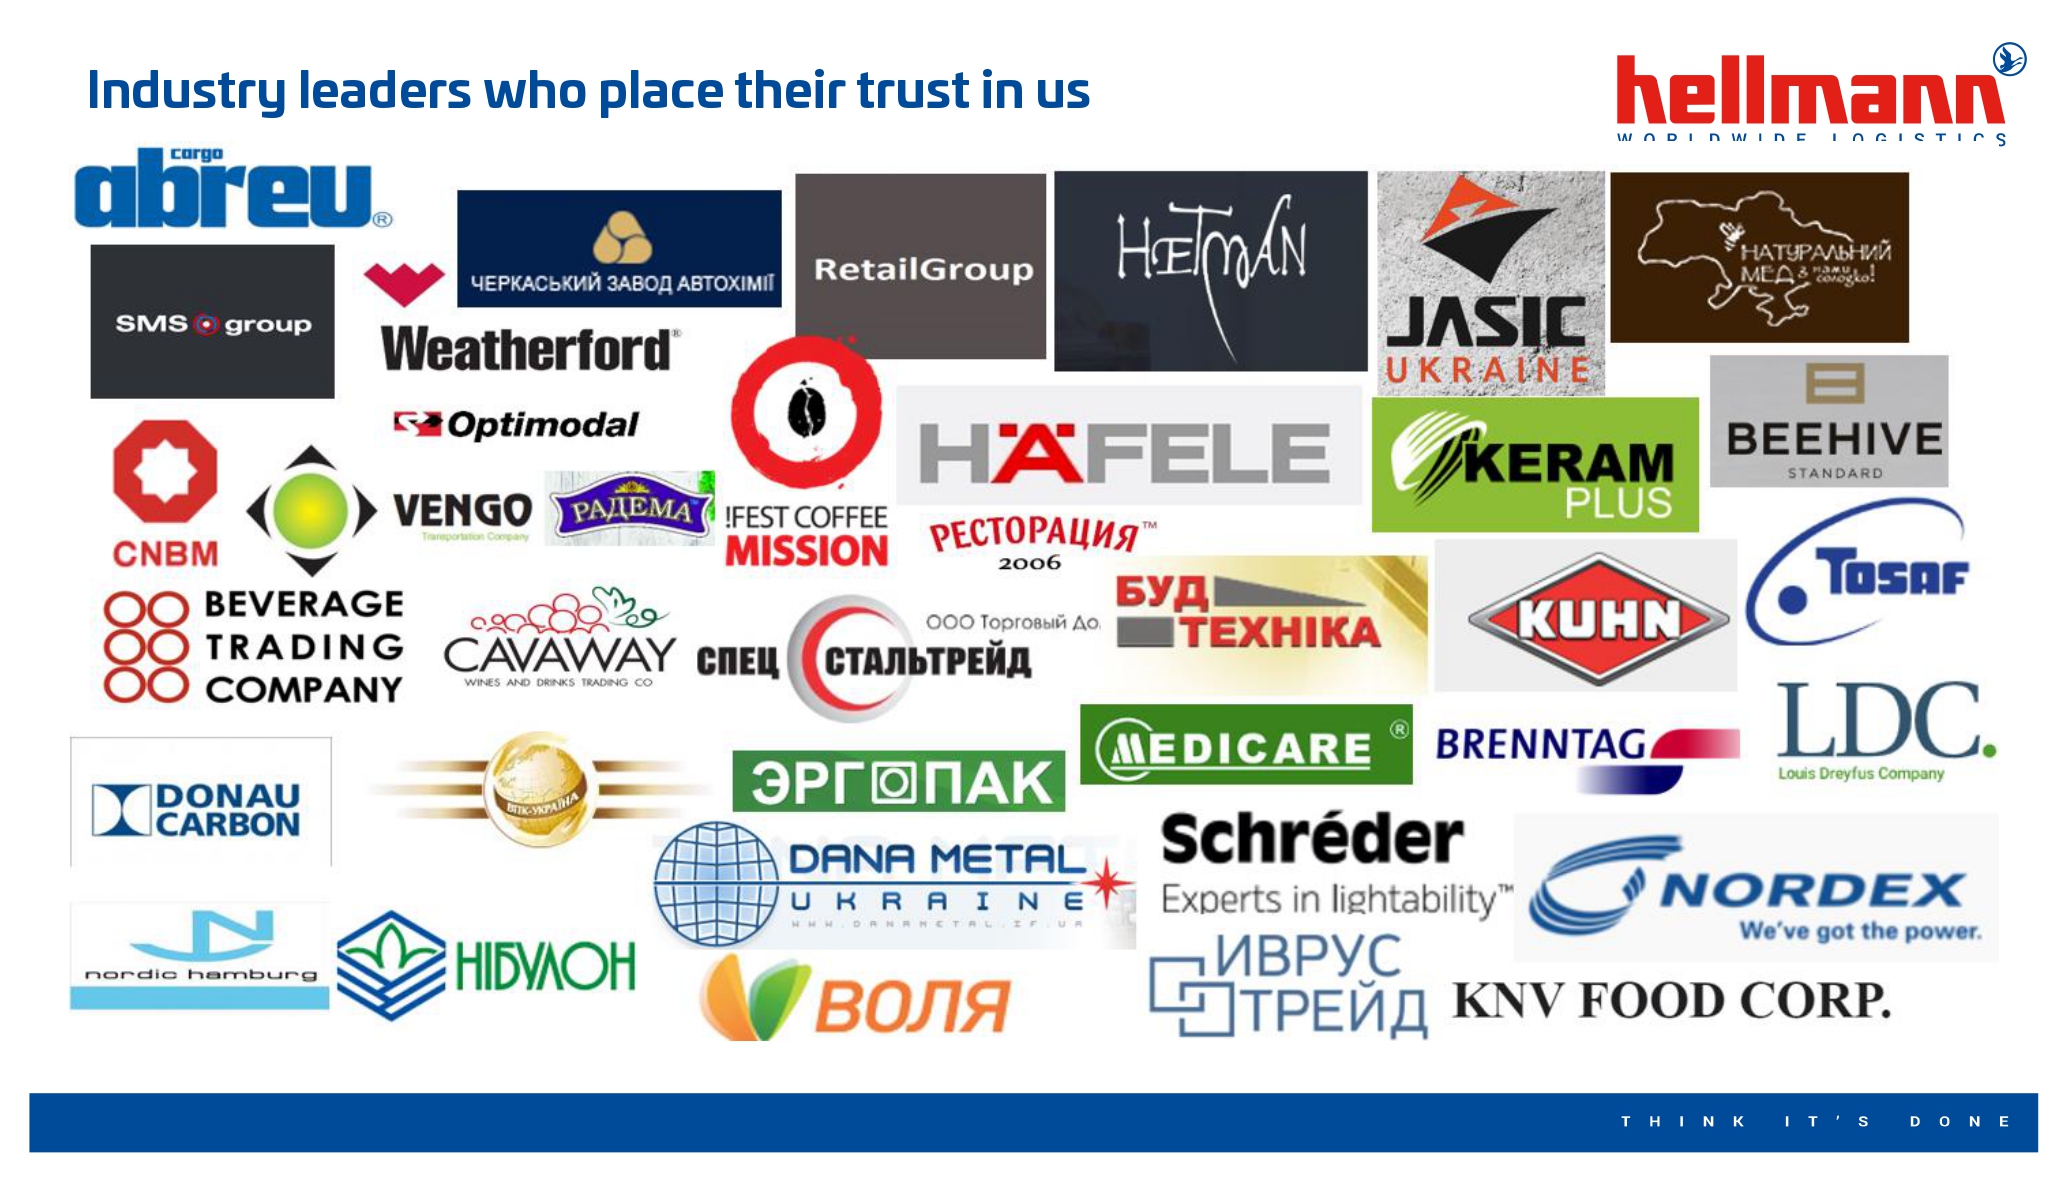 Industry leaders who place their trust in us
hellmann
WORLDWIDE LOGISTICS
cargo
abreu®
SMS group
ЧЕРКАСЬКИЙ ЗАВОД АВТОХІМІЇ
Weatherford®
RetailGroup
HETMAN
JASIC
UKRAINE
НАТУРАЛЬНИЙ
МЕД з нами
солодко!
Optimodal
CNBM
VENGO
Transportation Company
РАДЕМА™
!FEST COFFEE
MISSION
HÄFELE
РЕСТОРАЦИЯ™
2006
KERAM
PLUS
BEEHIVE
STANDARD
BEVERAGE
TRADING
COMPANY
CAVAWAY
WINES AND DRINKS TRADING CO
ООО Торговый До
СПЕЦ СТАЛЬТРЕЙД
БУД
ТЕХНІКА
KUHN
TOSAF
DONAU
CARBON
ВПК-УКРАЇНА
ЭРГОПАК
MEDICARE®
BRENNTAG
LDC.
Louis Dreyfus Company
DANA METAL
UKRAINE
WWW.DANAMETAL.IF.UA
Schréder
Experts in lightability™
NORDEX
We've got the power.
nordic hamburg
НІБУЛОН
ВОЛЯ
ИВРУС
ТРЕЙД
KNV FOOD CORP.
THINK IT'S DONE